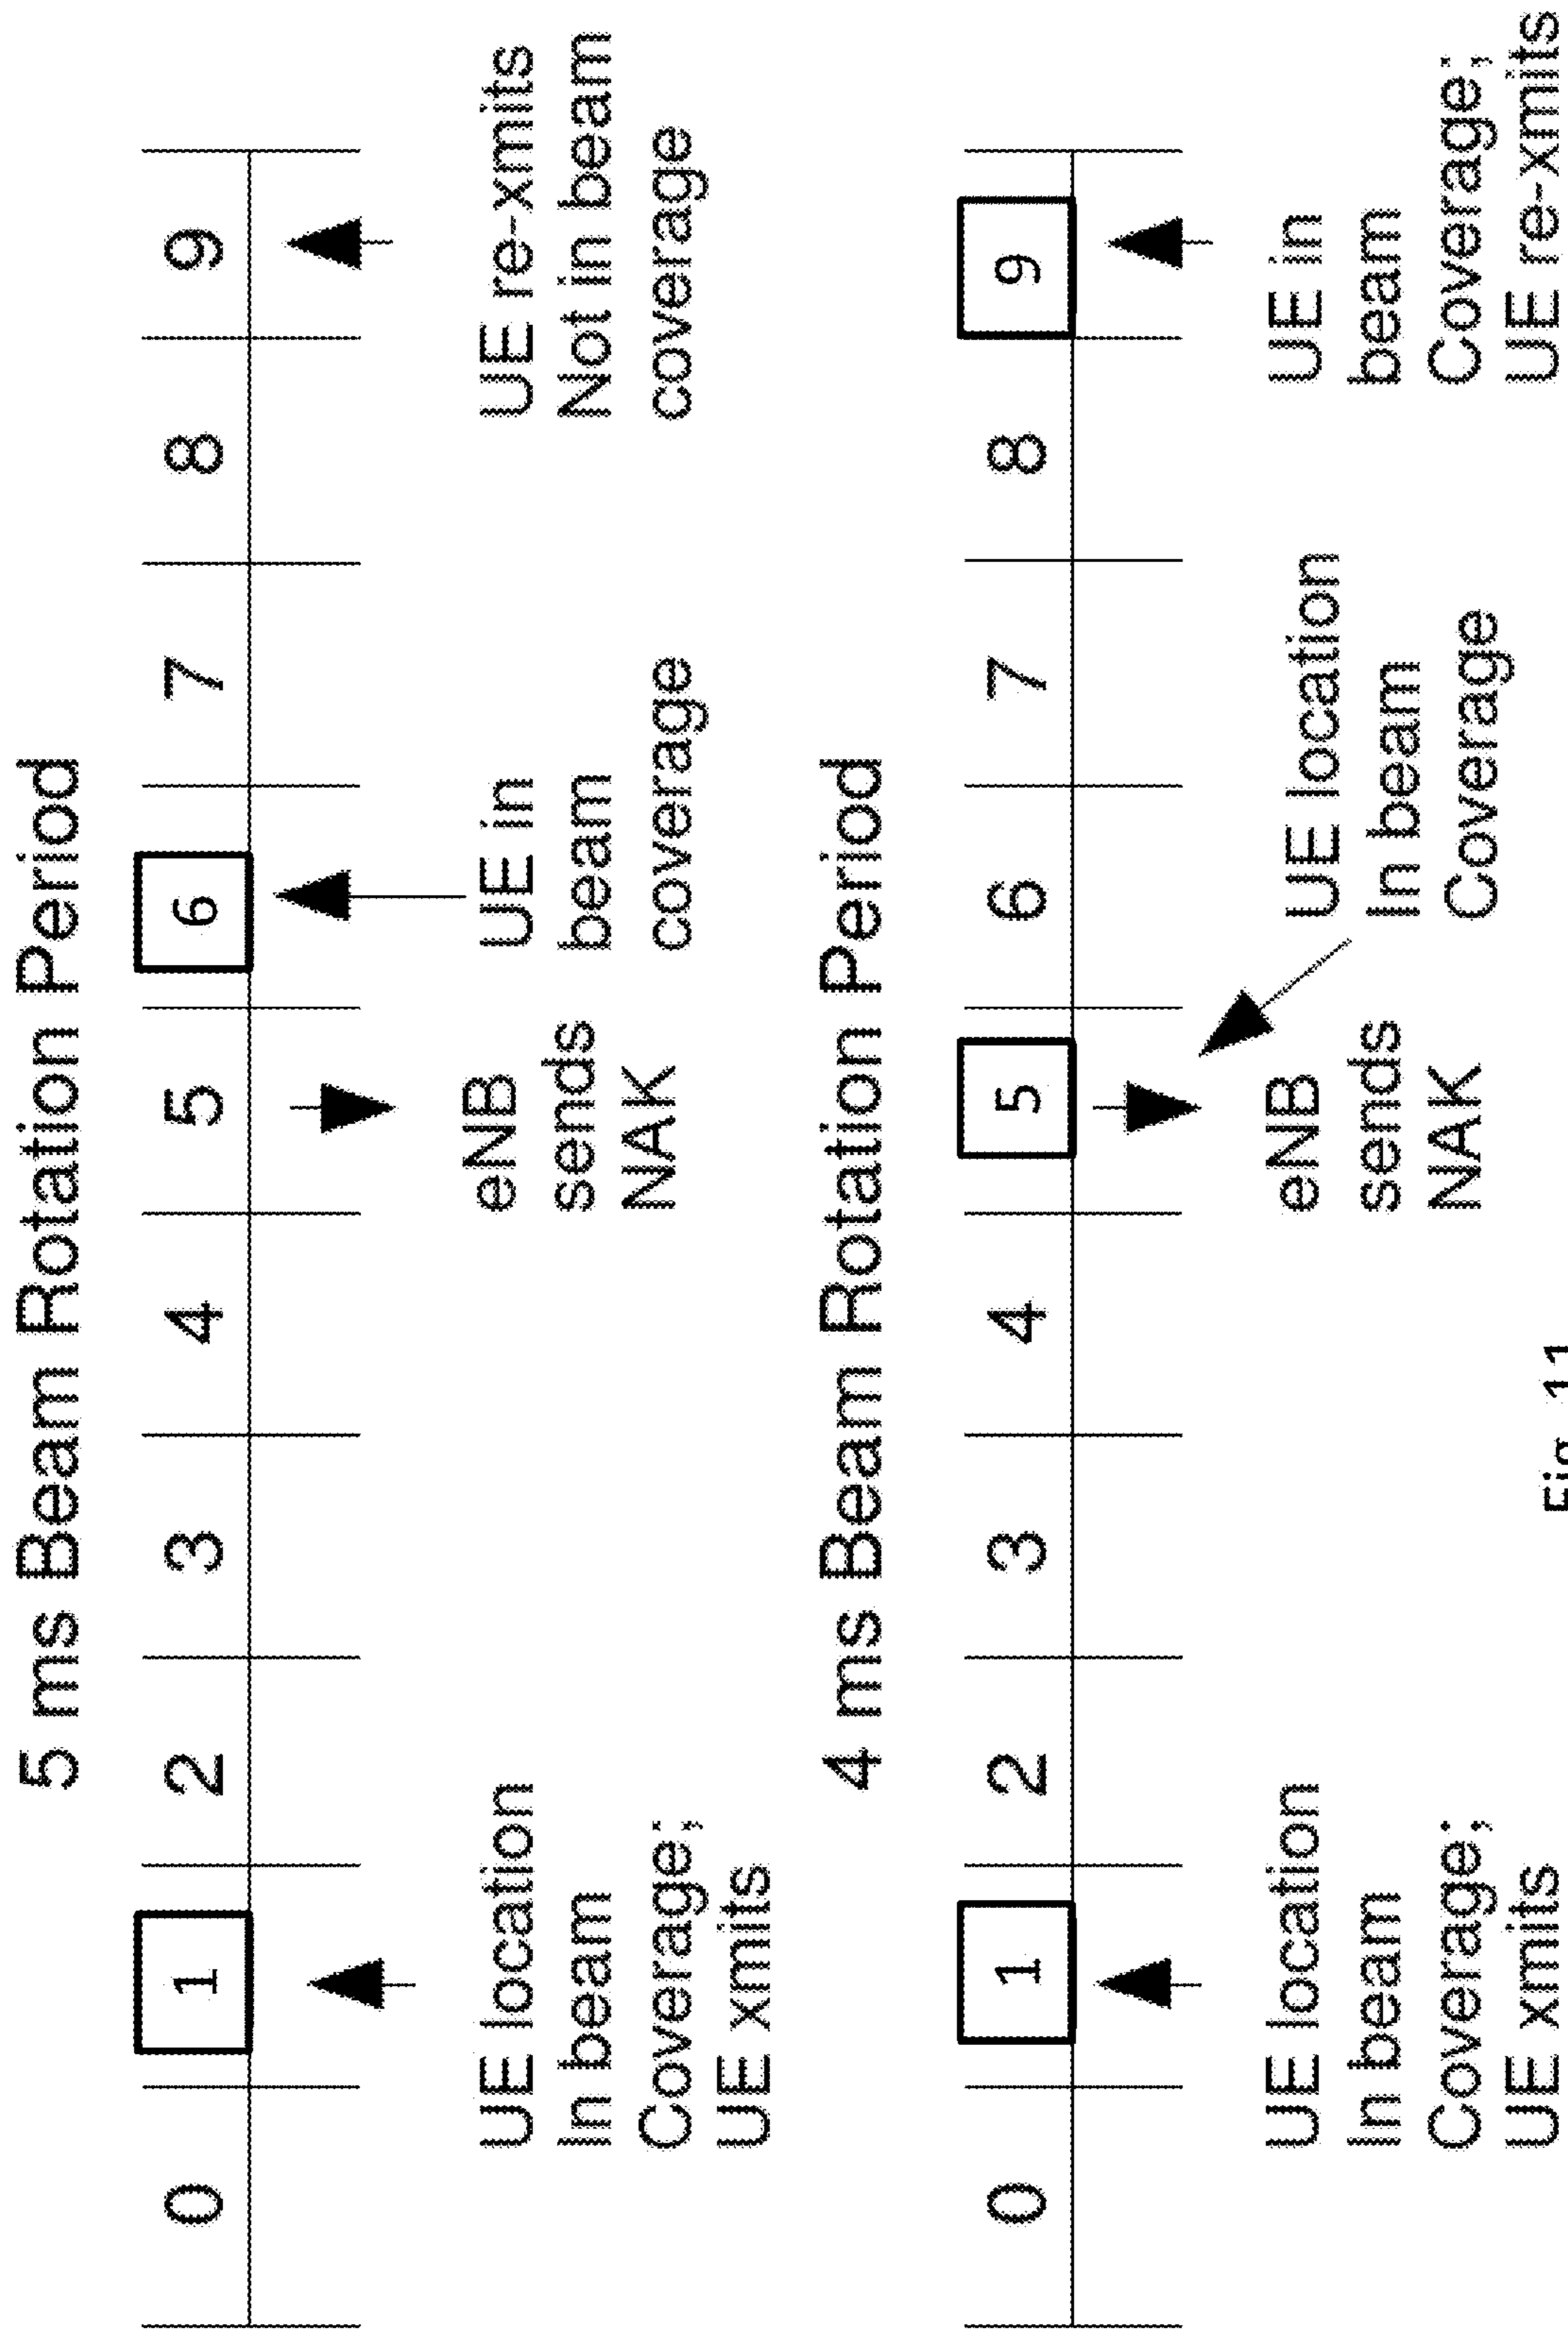 5 ms Beam Rotation Period
0 1 2 3 4 5 6 7 8 9
UE location
In beam
Coverage;
UE xmits
eNB
sends
NAK
UE in
beam
coverage
UE re-xmits
Not in beam
coverage
4 ms Beam Rotation Period
0 1 2 3 4 5 6 7 8 9
UE location
In beam
Coverage;
UE xmits
eNB
sends
NAK
UE location
In beam
Coverage
UE in
beam
Coverage;
UE re-xmits
Fig. 11